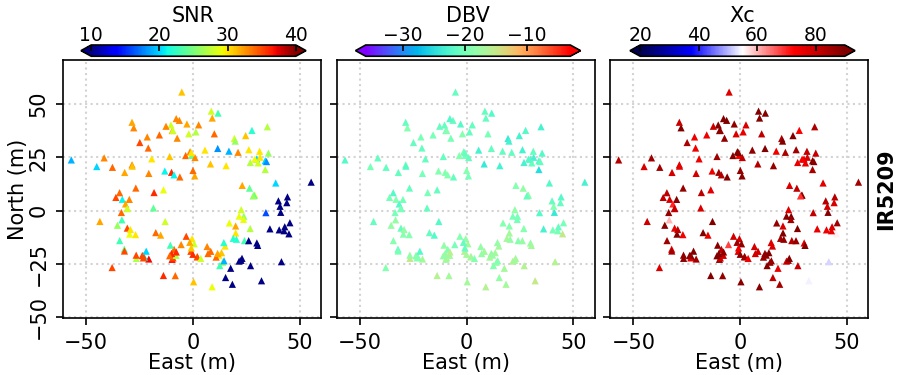 SNR DBV Xc
10 20 30 40 −30 −20 −10 20 40 60 80
50
25
0
−25
−50
North (m)
−50 0 50 −50 0 50 −50 0 50
East (m) East (m) East (m)
IR5209